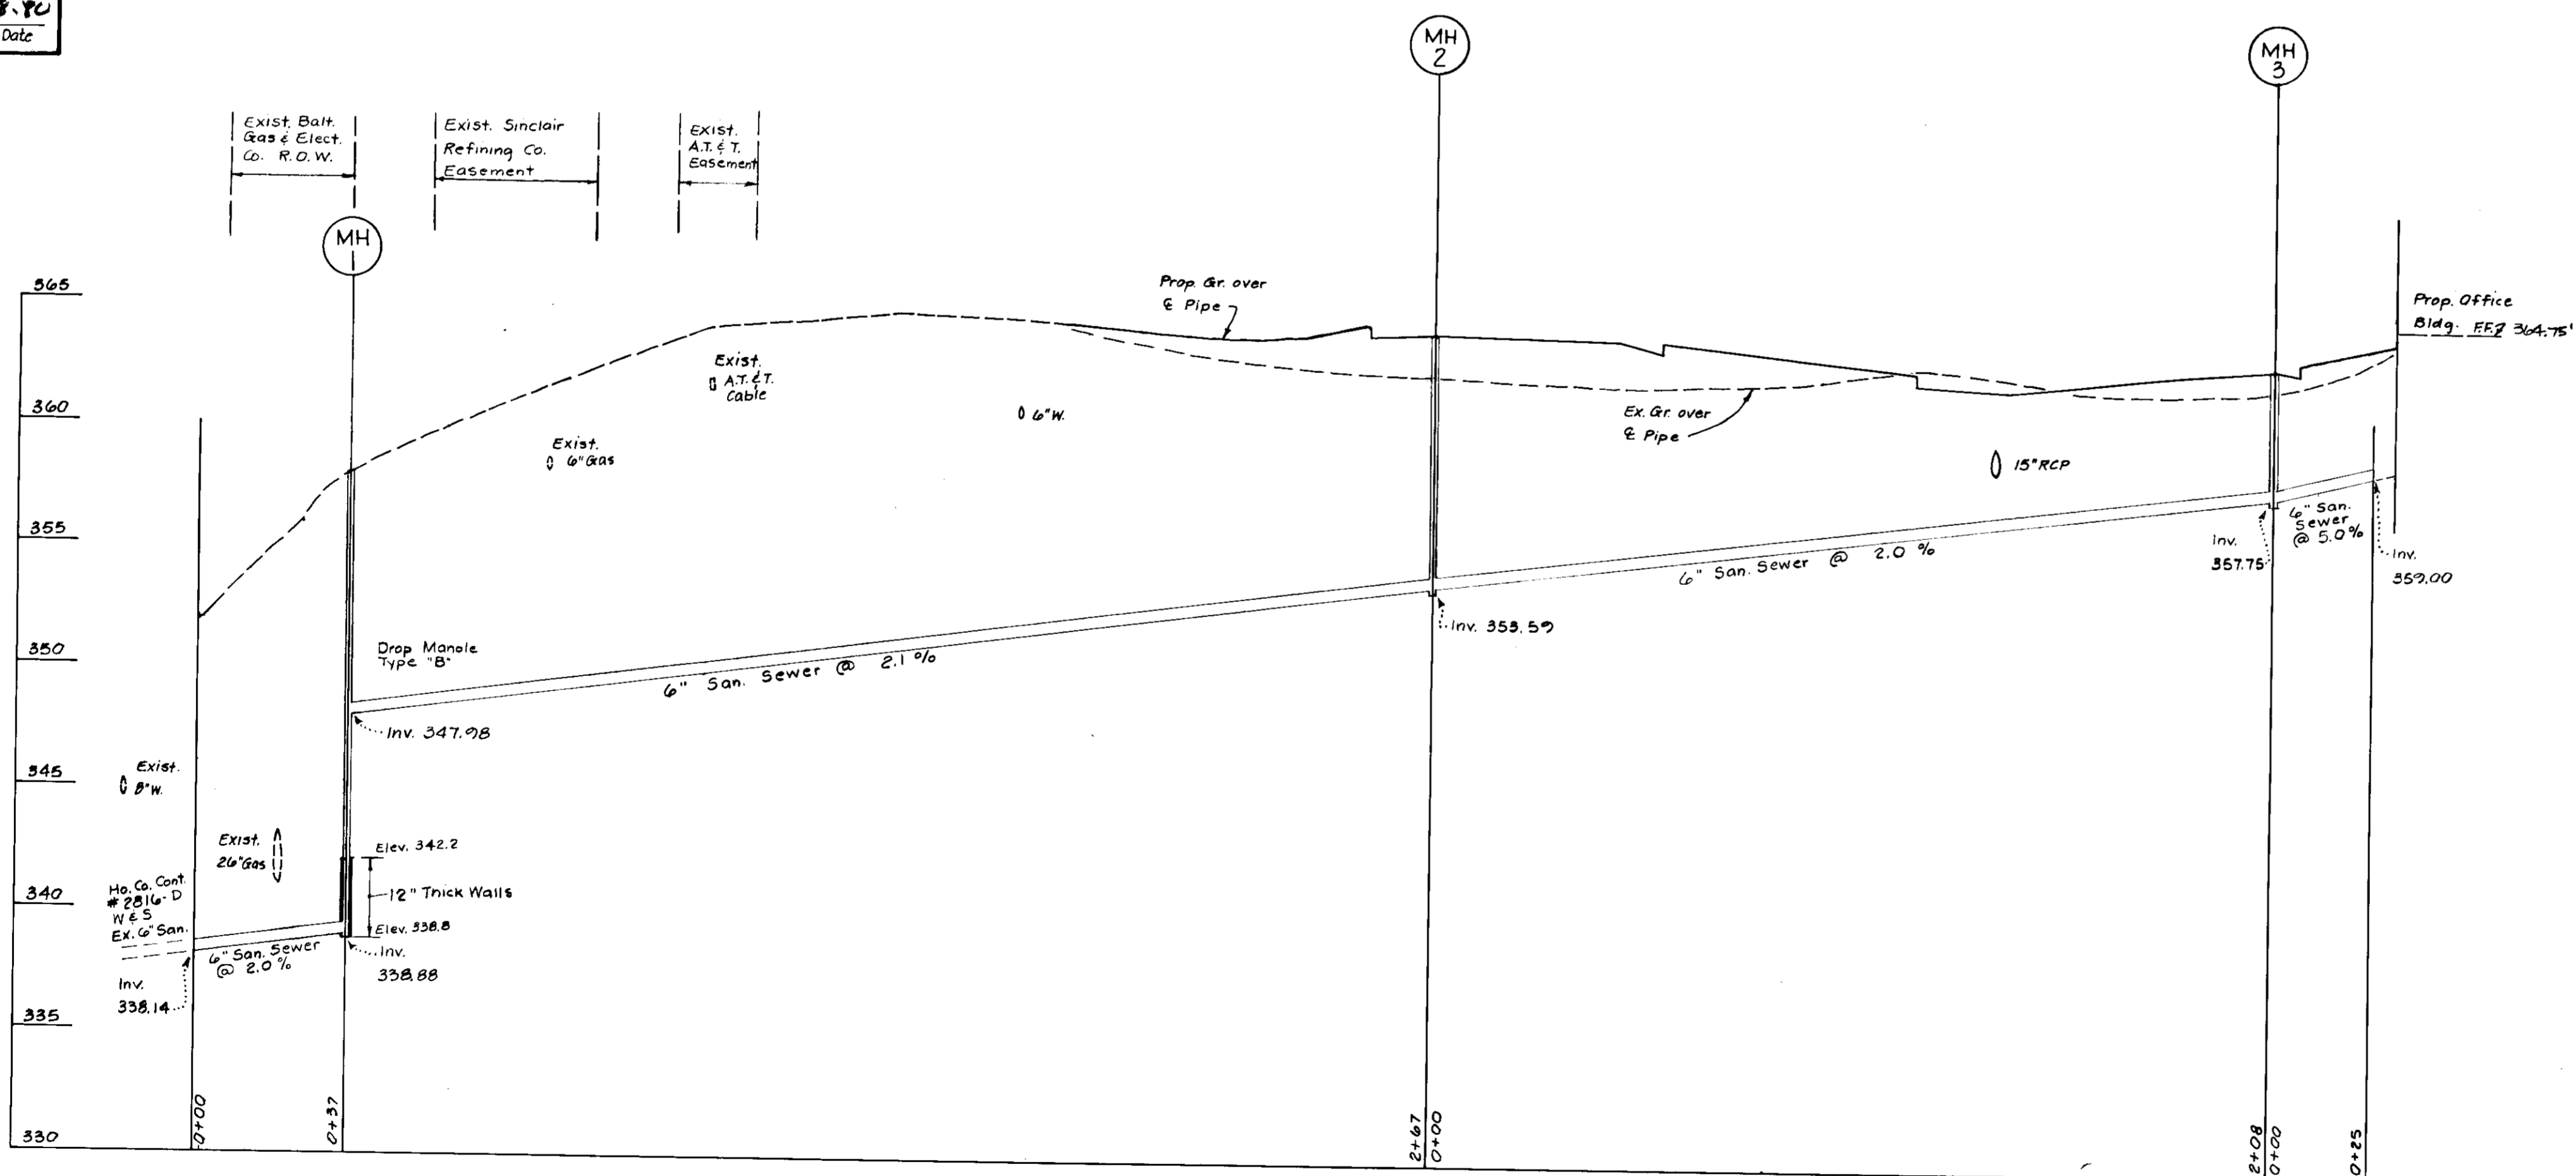 Date
MH
2
MH
3
Exist. Balt.
Gas & Elect.
Co. R.O.W.
Exist. Sinclair
Refining Co.
Easement
Exist.
A.T. & T.
Easement
MH
365
Prop. Gr. over
℄ Pipe
Prop. Office
Bldg. F.F. 364.75'
Exist.
A.T. & T.
Cable
360
6" W.
Ex. Gr. over
℄ Pipe
Exist.
6" Gas
15" RCP
355
6" San.
Sewer
@ 5.0%
Inv.
357.75
Inv.
359.00
6" San. Sewer @ 2.0 %
Inv. 353.59
350
Drop Manole
Type "B"
6" San. Sewer @ 2.1 %
Inv. 347.98
345
Exist.
8" W.
Exist.
26" Gas
Elev. 342.2
12" Thick Walls
Elev. 338.8
340
Ho. Co. Cont.
# 2816-D
W & S
Ex. 6" San.
6" San. Sewer
@ 2.0 %
Inv.
338.88
Inv.
338.14
335
330
0+00
0+37
2+67
0+00
2+08
0+00
0+25